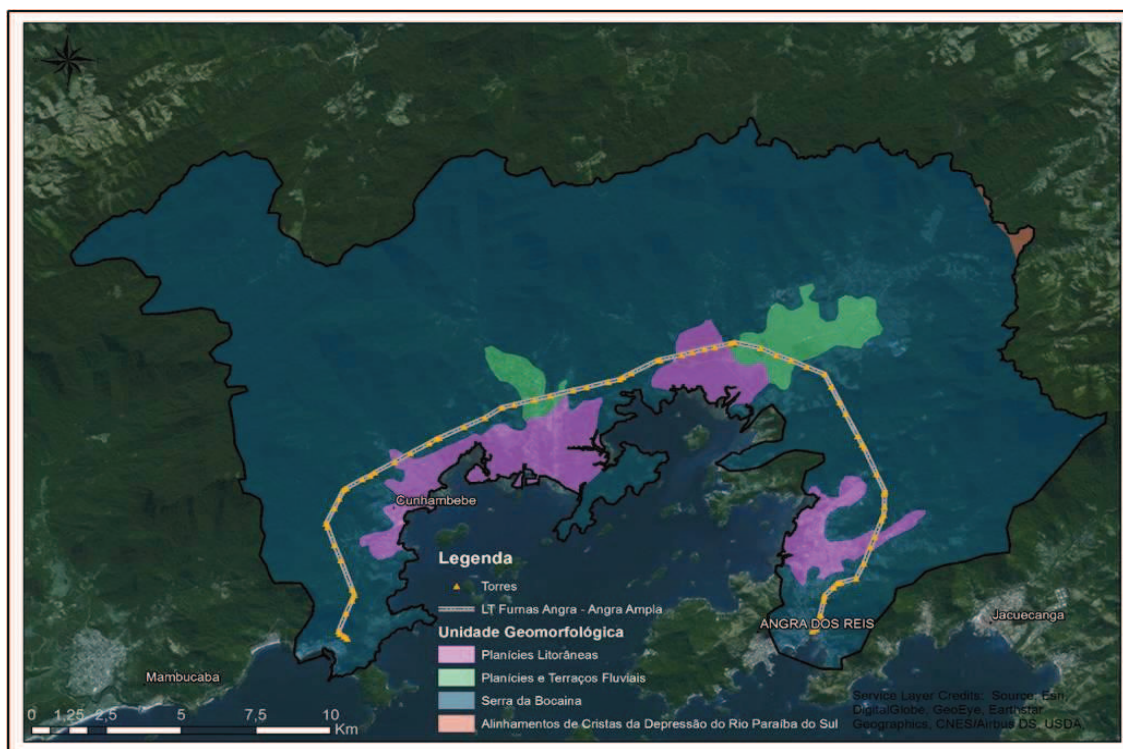 Cunhambebe
Legenda
Torres
LT Furnas Angra - Angra Ampla
ANGRA DOS REIS
Jacuecanga
Unidade Geomorfológica
Planícies Litorâneas
Mambucaba
Planícies e Terraços Fluviais
Serra da Bocaina
Alinhamentos de Cristas da Depressão do Rio Paraíba do Sul
0 1,25 2,5 5 7,5 10
Km
Service Layer Credits: Source: Esri,
DigitalGlobe, GeoEye, Earthstar
Geographics, CNES/Airbus DS, USDA,